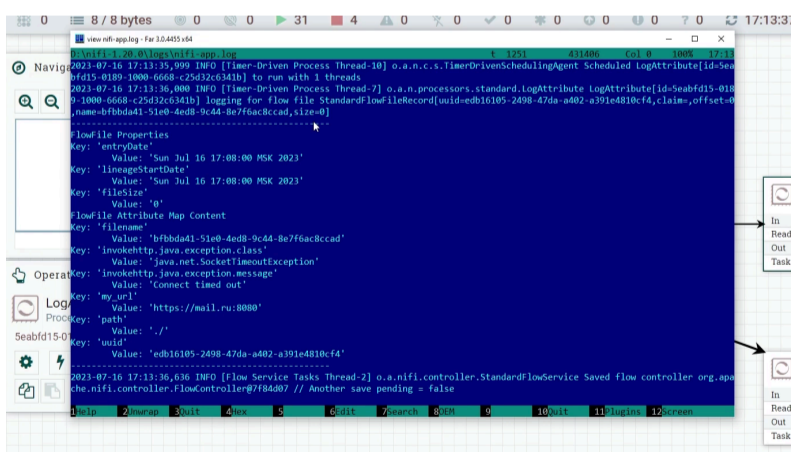 0 8 / 8 bytes 0 0 31 4 0 0 0 0 0 0 0 17:13:37
view nifi-app.log - Far 3.0.4455 x64
D:\nifi-1.20.0\logs\nifi-app.log t 1251 431406 Col 0 100% 17:13
2023-07-16 17:13:35,999 INFO [Timer-Driven Process Thread-10] o.a.n.c.s.TimerDrivenSchedulingAgent Scheduled LogAttribute[id=5ea
bfd15-0189-1000-6668-c25d32c6341b] to run with 1 threads
2023-07-16 17:13:36,000 INFO [Timer-Driven Process Thread-7] o.a.n.processors.standard.LogAttribute LogAttribute[id=5eabfd15-018
9-1000-6668-c25d32c6341b] logging for flow file StandardFlowFileRecord[uuid=edb16105-2498-47da-a402-a391e4810cf4,claim=,offset=0
,name=bfbbda41-51e0-4ed8-9c44-8e7f6ac8ccad,size=0]
--------------------------------------------------
FlowFile Properties
Key: 'entryDate'
Value: 'Sun Jul 16 17:08:00 MSK 2023'
Key: 'lineageStartDate'
Value: 'Sun Jul 16 17:08:00 MSK 2023'
Key: 'fileSize'
Value: '0'
FlowFile Attribute Map Content
Key: 'filename'
Value: 'bfbbda41-51e0-4ed8-9c44-8e7f6ac8ccad'
Key: 'invokehttp.java.exception.class'
Value: 'java.net.SocketTimeoutException'
Key: 'invokehttp.java.exception.message'
Value: 'Connect timed out'
Key: 'my_url'
Value: 'https://mail.ru:8080'
Key: 'path'
Value: './'
Key: 'uuid'
Value: 'edb16105-2498-47da-a402-a391e4810cf4'
--------------------------------------------------
2023-07-16 17:13:36,636 INFO [Flow Service Tasks Thread-2] o.a.nifi.controller.StandardFlowService Saved flow controller org.apa
che.nifi.controller.FlowController@7f84d07 // Another save pending = false
1Help 2Unwrap 3Quit 4Hex 5 6Edit 7Search 8OEM 9 10Quit 11Plugins 12Screen
Naviga
Operat
LogA
Proce
5eabfd15-01
In
Read
Out
Task
In
Read
Out
Task